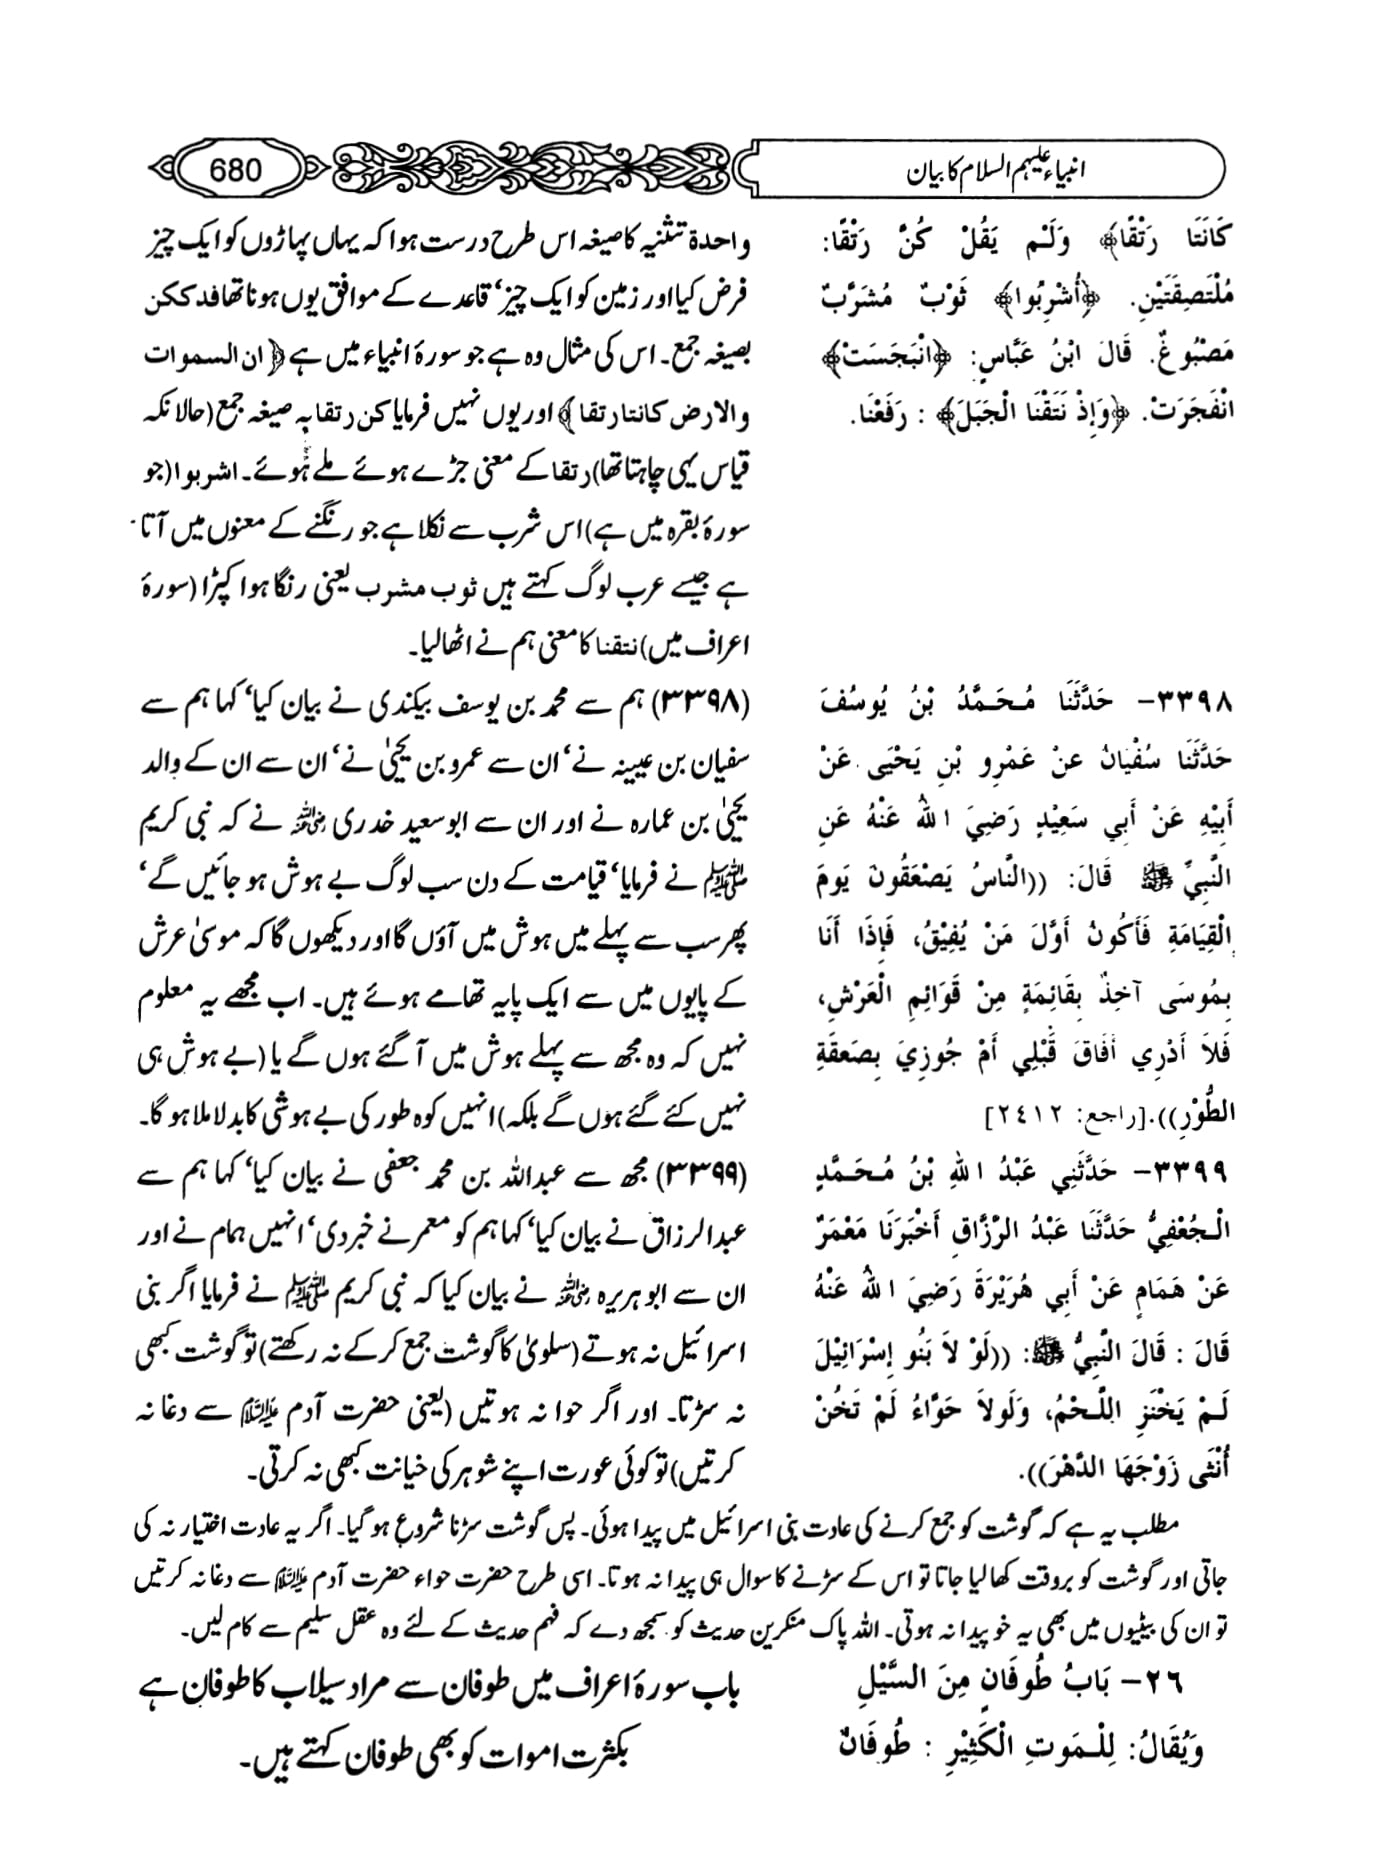 انبیاء علیہم السلام کا بیان
680
كَانَتَا رَتْقًا﴾ وَلَـمْ يَقُلْ كُنَّ رَتْقًا:
مُلْتَصِقَتَيْنِ. ﴿أُشْرِبُوا﴾ ثَوْبٌ مُشَرَّبٌ
مَصْبُوغٌ. قَالَ ابْنُ عَبَّاسٍ: ﴿انْبَجَسَتْ﴾
انْفَجَرَتْ. ﴿وَإِذْ نَتَقْنَا الْجَبَلَ﴾ : رَفَعْنَا.
واحدۃ تثنیہ کا صیغہ اس طرح درست ہوا کہ یہاں پہاڑوں کو ایک چیز
فرض کیا اور زمین کو ایک چیز‘ قاعدے کے موافق یوں ہونا تھا فدککن
بصیغہ جمع۔ اس کی مثال وہ ہے جو سورۂ انبیاء میں ہے ﴿ ان السموات
والارض کانتا رتقا ﴾ اور یوں نہیں فرمایا کن رتقا بہ صیغہ جمع (حالانکہ
قیاس یہی چاہتا تھا) رتقا کے معنی جڑے ہوئے ملے ہوئے۔ اشربوا (جو
سورۂ بقرہ میں ہے) اس شرب سے نکلا ہے جو رنگنے کے معنوں میں آتا
ہے جیسے عرب لوگ کہتے ہیں ثوب مشرب یعنی رنگا ہوا کپڑا (سورۂ
اعراف میں) نتقنا کا معنی ہم نے اٹھالیا۔
٣٣٩٨- حَدَّثَنَا مُـحَمَّدُ بْنُ يُوسُفَ
حَدَّثَنَا سُفْيَانُ عَنْ عَمْرِو بْنِ يَحْيَى عَنْ
أَبِيْهِ عَنْ أَبِي سَعِيْدٍ رَضِيَ اللهُ عَنْهُ عَنِ
النَّبِيِّ ﷺ قَالَ: ((النَّاسُ يَصْعَقُونَ يَومَ
الْقِيَامَةِ فَأَكُونُ أَوَّلَ مَنْ يُفِيْقُ، فَإِذَا أَنَا
بِمُوسَى آخِذٌ بِقَائِمَةٍ مِنْ قَوَائِمِ الْعَرْشِ،
فَلاَ أَدْرِي أَفَاقَ قَبْلِي أَمْ جُوزِيَ بِصَعقَةِ
الطُّوْرِ)).[راجع: ٢٤١٢]
(۳۳۹۸) ہم سے محمد بن یوسف بیکندی نے بیان کیا‘ کہا ہم سے
سفیان بن عیینہ نے‘ ان سے عمرو بن یحییٰ نے‘ ان سے ان کے والد
یحییٰ بن عمارہ نے اور ان سے ابو سعید خدری رضی اللہ عنہ نے کہ نبی کریم
ﷺ نے فرمایا‘ قیامت کے دن سب لوگ بے ہوش ہو جائیں گے‘
پھر سب سے پہلے میں ہوش میں آؤں گا اور دیکھوں گا کہ موسیٰ عرش
کے پایوں میں سے ایک پایہ تھامے ہوئے ہیں۔ اب مجھے یہ معلوم
نہیں کہ وہ مجھ سے پہلے ہوش میں آ گئے ہوں گے یا (بے ہوش ہی
نہیں کئے گئے ہوں گے بلکہ) انہیں کوہ طور کی بے ہوشی کا بدلا ملا ہو گا۔
٣٣٩٩- حَدَّثَنِي عَبْدُ اللهِ بْنُ مُـحَـمَّدٍ
الْـجُعْفِيُّ حَدَّثَنَا عَبْدُ الرَّزَّاقِ أَخْبَرَنَا مَعْمَرٌ
عَنْ هَمَامٍ عَنْ أَبِي هُرَيْرَةَ رَضِيَ اللهُ عَنْهُ
قَالَ : قَالَ النَّبِيُّ ﷺ: ((لَوْ لاَ بَنُو إِسْرَائِيْلَ
لَـمْ يَخْنَزِ اللَّـحْمُ، وَلَولاَ حَوَّاءُ لَمْ تَخُنْ
أُنْثَى زَوْجَهَا الدَّهْرَ)).
(۳۳۹۹) مجھ سے عبداللہ بن محمد جعفی نے بیان کیا‘ کہا ہم سے
عبدالرزاق نے بیان کیا‘ کہا ہم کو معمر نے خبر دی‘ انہیں ہمام نے اور
ان سے ابو ہریرہ رضی اللہ عنہ نے بیان کیا کہ نبی کریم ﷺ نے فرمایا اگر بنی
اسرائیل نہ ہوتے (سلویٰ کا گوشت جمع کر کے نہ رکھتے) تو گوشت کبھی
نہ سڑتا۔ اور اگر حوا نہ ہوتیں (یعنی حضرت آدم علیہ السلام سے دغا نہ
کرتیں) تو کوئی عورت اپنے شوہر کی خیانت کبھی نہ کرتی۔
مطلب یہ ہے کہ گوشت کو جمع کرنے کی عادت بنی اسرائیل میں پیدا ہوئی۔ پس گوشت سڑنا شروع ہو گیا۔ اگر یہ عادت اختیار نہ کی
جاتی اور گوشت کو بروقت کھالیا جاتا تو اس کے سڑنے کا سوال ہی پیدا نہ ہوتا۔ اسی طرح حضرت حواء حضرت آدم علیہ السلام سے دغا نہ کرتیں
تو ان کی بیٹیوں میں بھی یہ خو پیدا نہ ہوتی۔ اللہ پاک منکرین حدیث کو سمجھ دے کہ فہم حدیث کے لئے وہ عقل سلیم سے کام لیں۔
٢٦- بَابُ طُوفَانٍ مِنَ السَّيْلِ
وَيُقَالُ: لِلْـمَوتِ الْكَثِيْرِ : طُوفَانٌ
باب سورۂ اعراف میں طوفان سے مراد سیلاب کا طوفان ہے
بکثرت اموات کو بھی طوفان کہتے ہیں۔